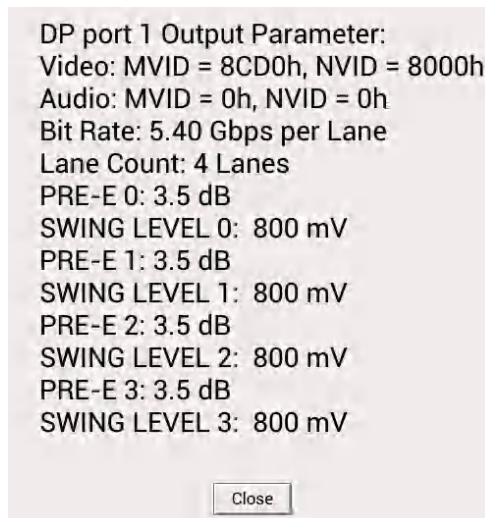 DP port 1 Output Parameter:
Video: MVID = 8CD0h, NVID = 8000h
Audio: MVID = 0h, NVID = 0h
Bit Rate: 5.40 Gbps per Lane
Lane Count: 4 Lanes
PRE-E 0: 3.5 dB
SWING LEVEL 0: 800 mV
PRE-E 1: 3.5 dB
SWING LEVEL 1: 800 mV
PRE-E 2: 3.5 dB
SWING LEVEL 2: 800 mV
PRE-E 3: 3.5 dB
SWING LEVEL 3: 800 mV
Close